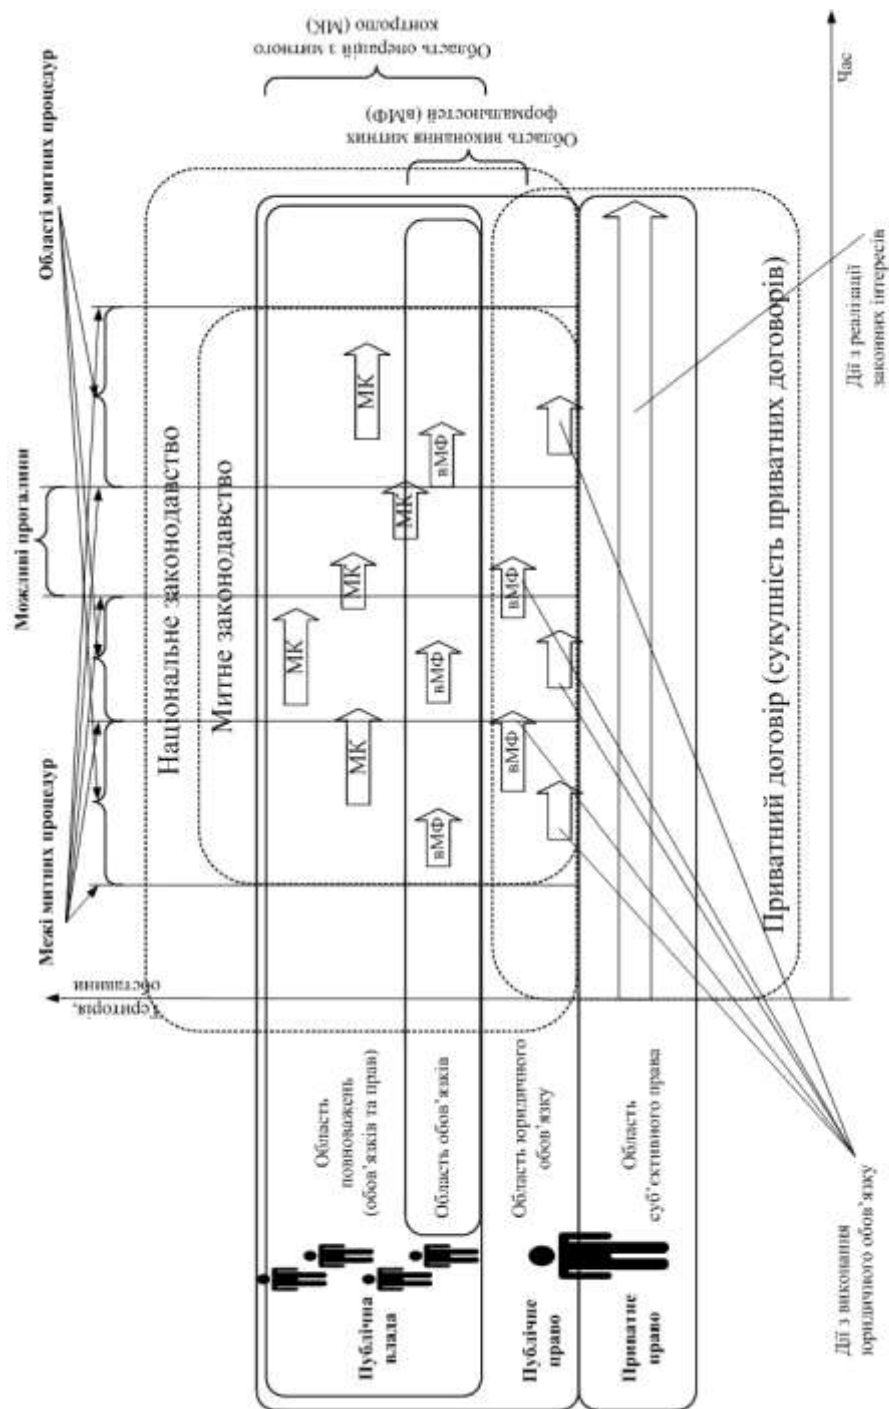 Межі митних процедур
Можливі прогалини
Області митних процедур
Територія,
обставини
Національне законодавство
Митне законодавство
Область операцій з митного
контролю (МК)
Область виконання митних
формальностей (вМФ)
Публічна
влада
Область
повноважень
(обов’язків та прав)
МК
МК
МК
МК
МК
Область обов’язків
вМФ
вМФ
вМФ
Публічне
право
Область юридичного
обов’язку
вМФ
вМФ
Приватне
право
Область
суб’єктивного права
Приватний договір (сукупність приватних договорів)
Час
Дії з виконання
юридичного обов’язку
Дії з реалізації
законних інтересів